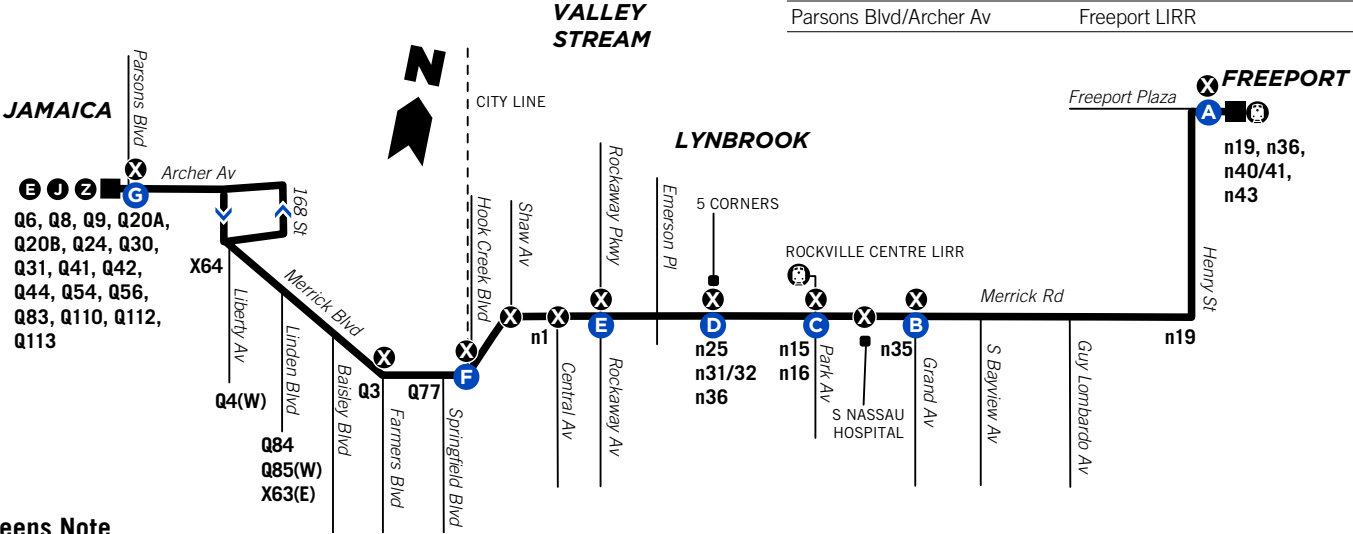 VALLEY
STREAM
Parsons Blvd/Archer Av Freeport LIRR
N
CITY LINE
JAMAICA
Parsons Blvd
X
G
Archer Av
168 St
E J Z
Q6, Q8, Q9, Q20A,
Q20B, Q24, Q30,
Q31, Q41, Q42,
Q44, Q54, Q56,
Q83, Q110, Q112,
Q113
X64
Liberty Av
Q4(W)
Merrick Blvd
Linden Blvd
Q84
Q85(W)
X63(E)
Baisley Blvd
X
Q3
Farmers Blvd
Q77
Springfield Blvd
X
F
Hook Creek Blvd
Shaw Av
X
X
n1
Central Av
Rockaway Pkwy
X
E
Rockaway Av
Emerson Pl
LYNBROOK
5 CORNERS
X
D
n25
n31/32
n36
ROCKVILLE CENTRE LIRR
X
C
n15
n16
Park Av
X
S NASSAU
HOSPITAL
X
B
n35
Grand Av
Merrick Rd
S Bayview Av
Guy Lombardo Av
n19
Henry St
Freeport Plaza
X
A
FREEPORT
n19, n36,
n40/41,
n43
eens Note